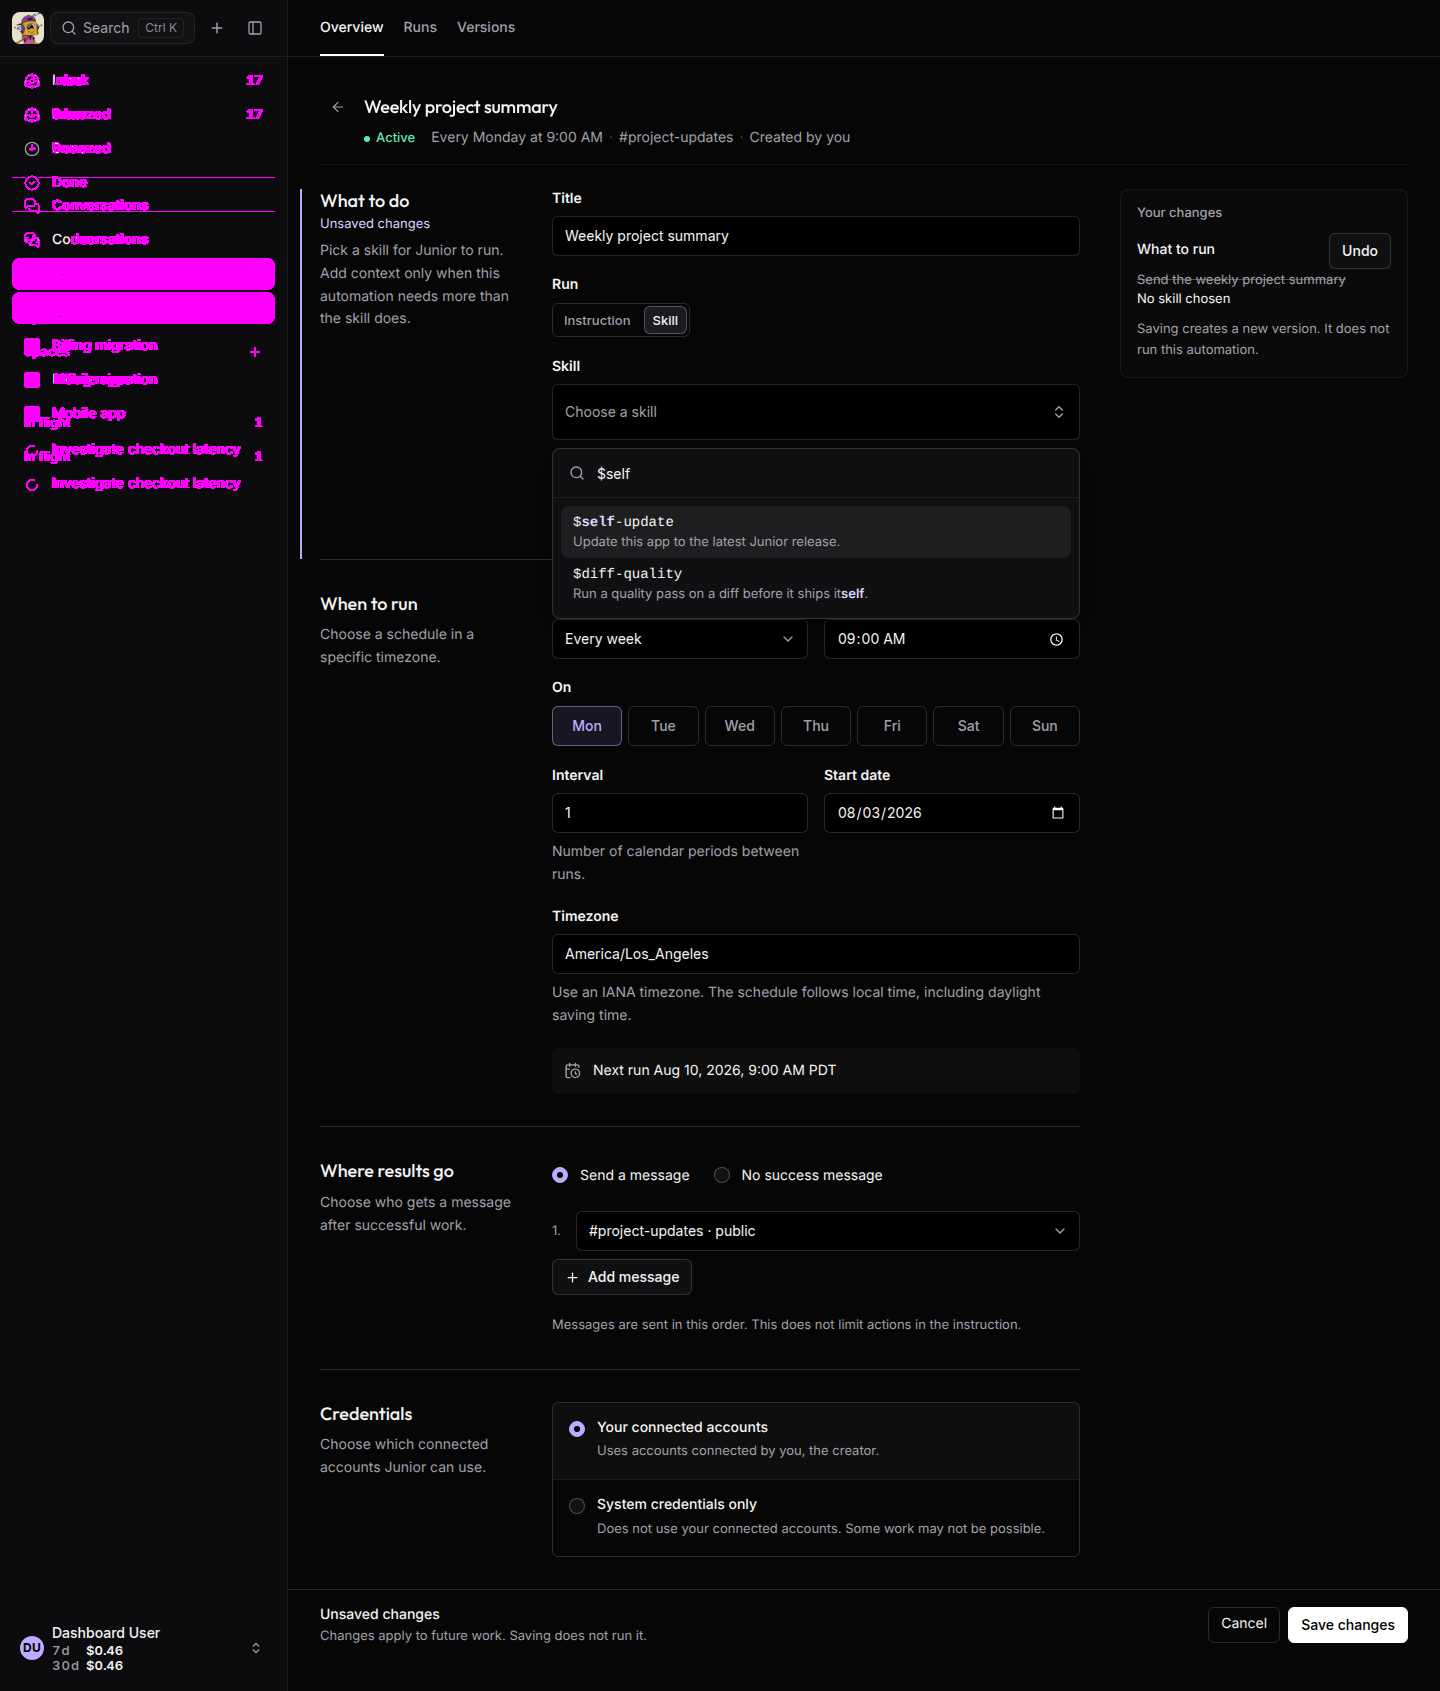 Search Ctrl K
17
17
Done
Conversations
Billing migration
Mobile app
In flight 1
Investigate checkout latency
In flight 1
Investigate checkout latency
DU Dashboard User
7d $0.46
30d $0.46
Overview Runs Versions
Weekly project summary
Active Every Monday at 9:00 AM · #project-updates · Created by you
What to do
Unsaved changes
Pick a skill for Junior to run.
Add context only when this
automation needs more than
the skill does.
Title
Weekly project summary
Run
Instruction Skill
Skill
Choose a skill
$self
$self-update
Update this app to the latest Junior release.
$diff-quality
Run a quality pass on a diff before it ships itself.
Your changes
What to run Undo
Send the weekly project summary
No skill chosen
Saving creates a new version. It does not
run this automation.
When to run
Choose a schedule in a
specific timezone.
Every week 09:00 AM
On
Mon Tue Wed Thu Fri Sat Sun
Interval Start date
1 08/03/2026
Number of calendar periods between
runs.
Timezone
America/Los_Angeles
Use an IANA timezone. The schedule follows local time, including daylight
saving time.
Next run Aug 10, 2026, 9:00 AM PDT
Where results go
Choose who gets a message
after successful work.
Send a message No success message
1. #project-updates · public
Add message
Messages are sent in this order. This does not limit actions in the instruction.
Credentials
Choose which connected
accounts Junior can use.
Your connected accounts
Uses accounts connected by you, the creator.
System credentials only
Does not use your connected accounts. Some work may not be possible.
Unsaved changes
Changes apply to future work. Saving does not run it.
Cancel Save changes